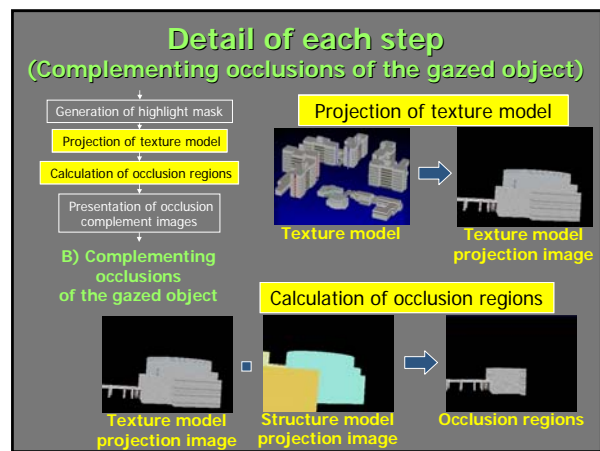 Detail of each step
(Complementing occlusions of the gazed object)
Generation of highlight mask
Projection of texture model
Calculation of occlusion regions
Presentation of occlusion
complement images
B) Complementing
occlusions
of the gazed object
Projection of texture model
Texture model
Texture model
projection image
Calculation of occlusion regions
Texture model
projection image
Structure model
projection image
Occlusion regions